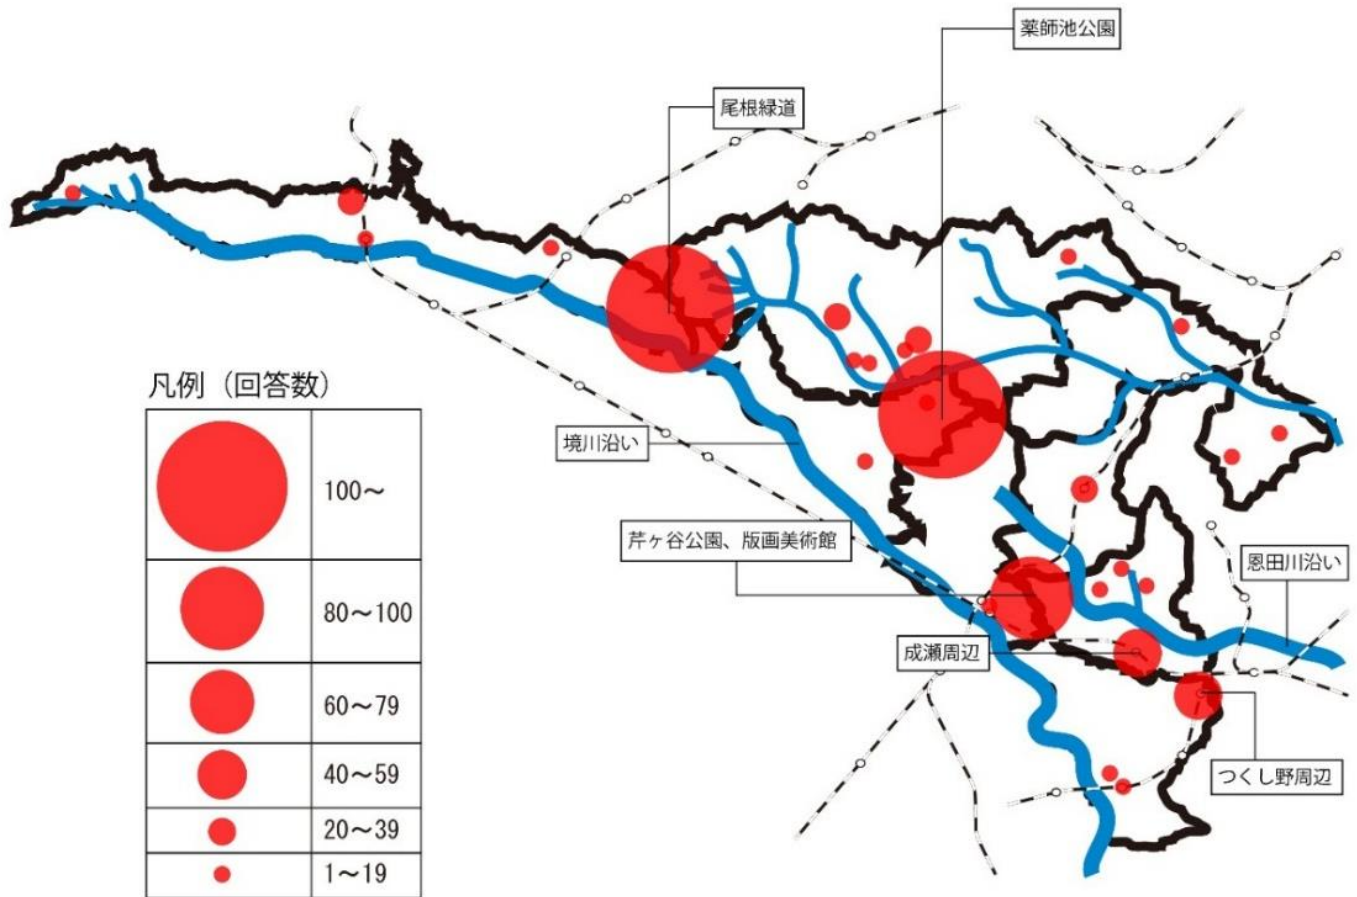 薬師池公園
尾根緑道
境川沿い
芹ヶ谷公園、版画美術館
恩田川沿い
成瀬周辺
つくし野周辺
凡例（回答数）
100～
80～100
60～79
40～59
20～39
1～19